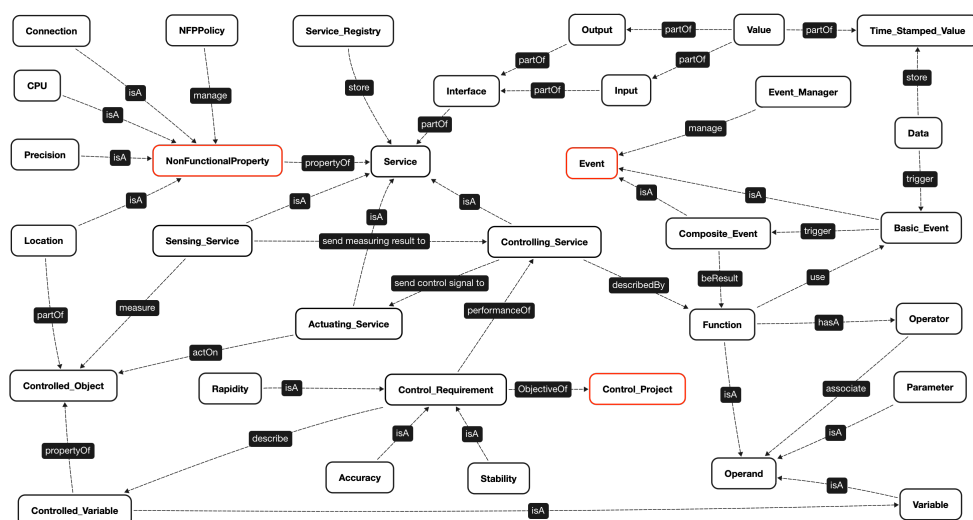 Connection
NFPPolicy
Service_Registry
Output
partOf
Value
partOf
Time_Stamped_Value
partOf
partOf
CPU
isA
manage
store
Interface
partOf
Input
Event_Manager
store
isA
partOf
manage
Data
Precision
isA
NonFunctionalProperty
propertyOf
Service
Event
trigger
isA
isA
isA
isA
isA
isA
isA
Location
Sensing_Service
send measuring result to
Controlling_Service
Composite_Event
trigger
Basic_Event
send control signal to
describedBy
beResult
use
partOf
measure
Actuating_Service
performanceOf
Function
hasA
Operator
actOn
Controlled_Object
Rapidity
isA
Control_Requirement
ObjectiveOf
Control_Project
isA
associate
Parameter
propertyOf
describe
isA
isA
isA
Accuracy
Stability
Operand
isA
Controlled_Variable
isA
Variable